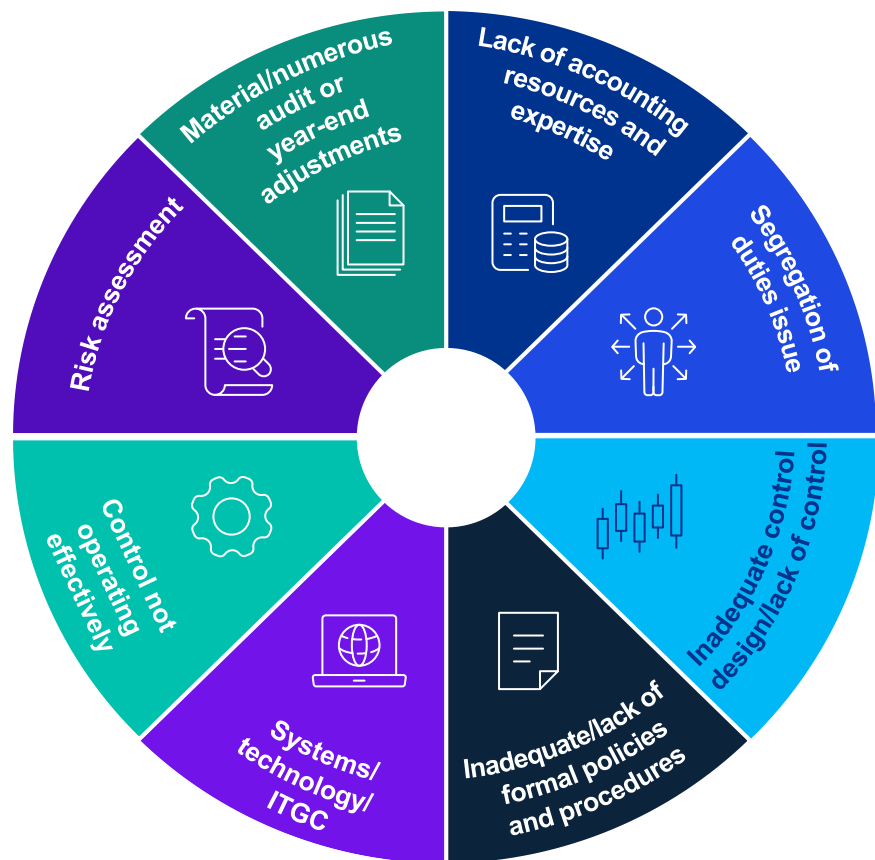 Lack of accounting
resources and
expertise
Segregation of
duties issue
Inadequate control
design/lack of control
Inadequate/lack of
formal policies
and procedures
Systems/
technology/
ITGC
Control not
operating
effectively
Risk assessment
Material/numerous
audit or
year-end
adjustments